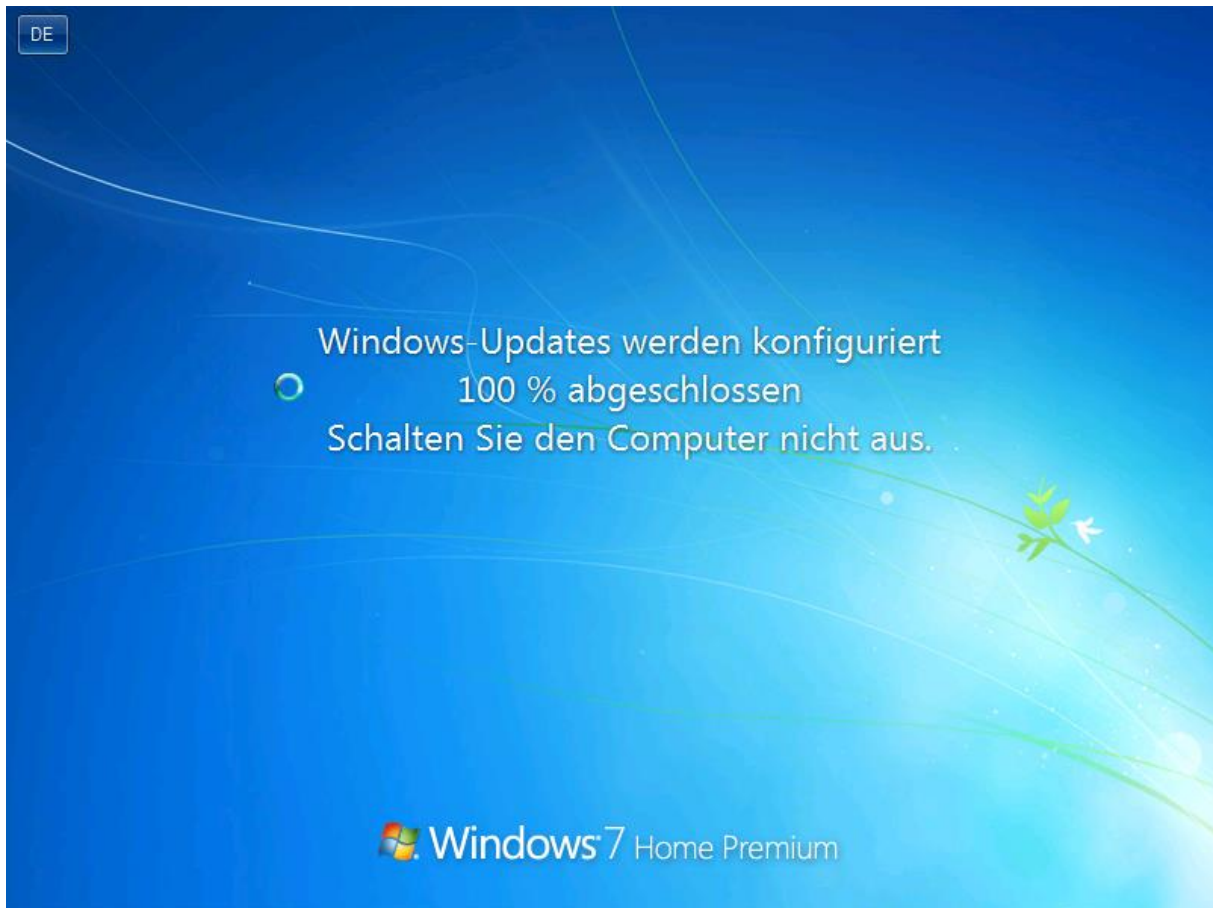 DE
Windows-Updates werden konfiguriert
100 % abgeschlossen
Schalten Sie den Computer nicht aus.
Windows 7 Home Premium